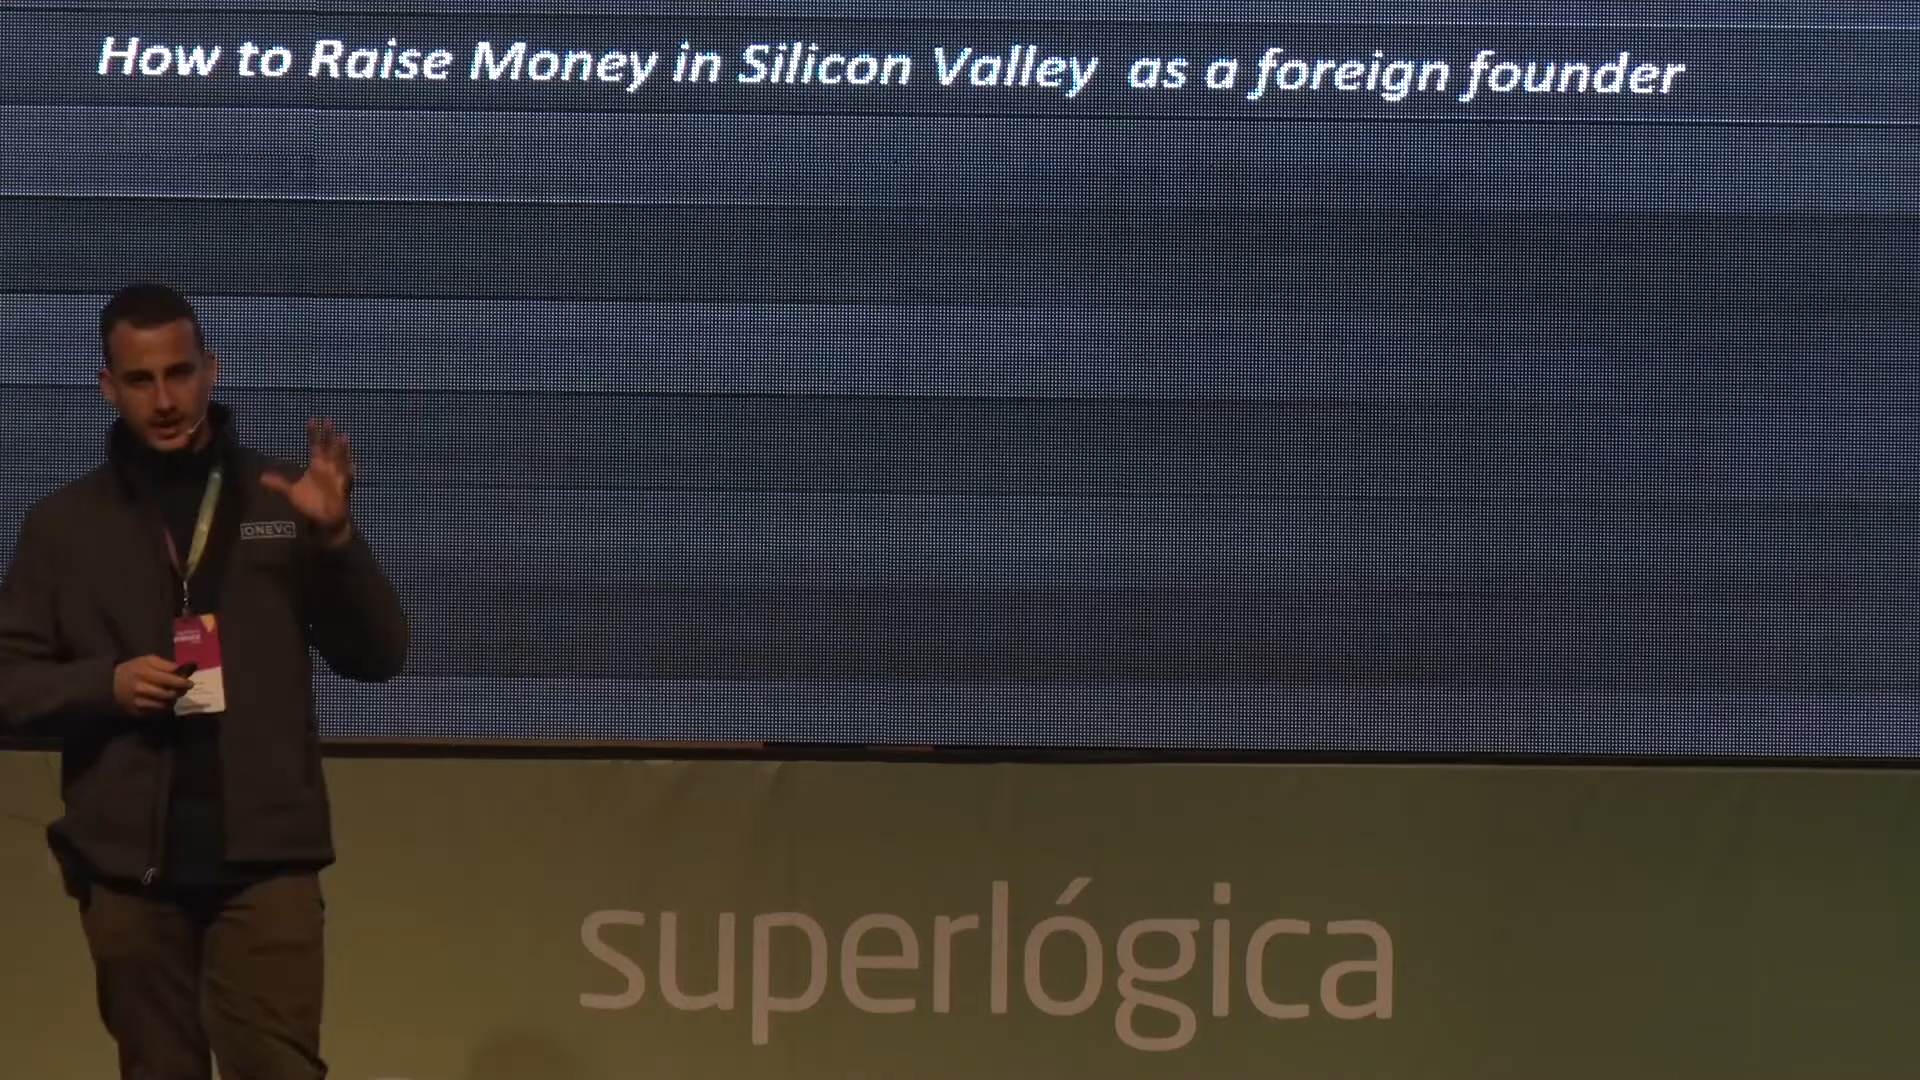 How to Raise Money in Silicon Valley as a foreign founder
ONEVC
superlógica